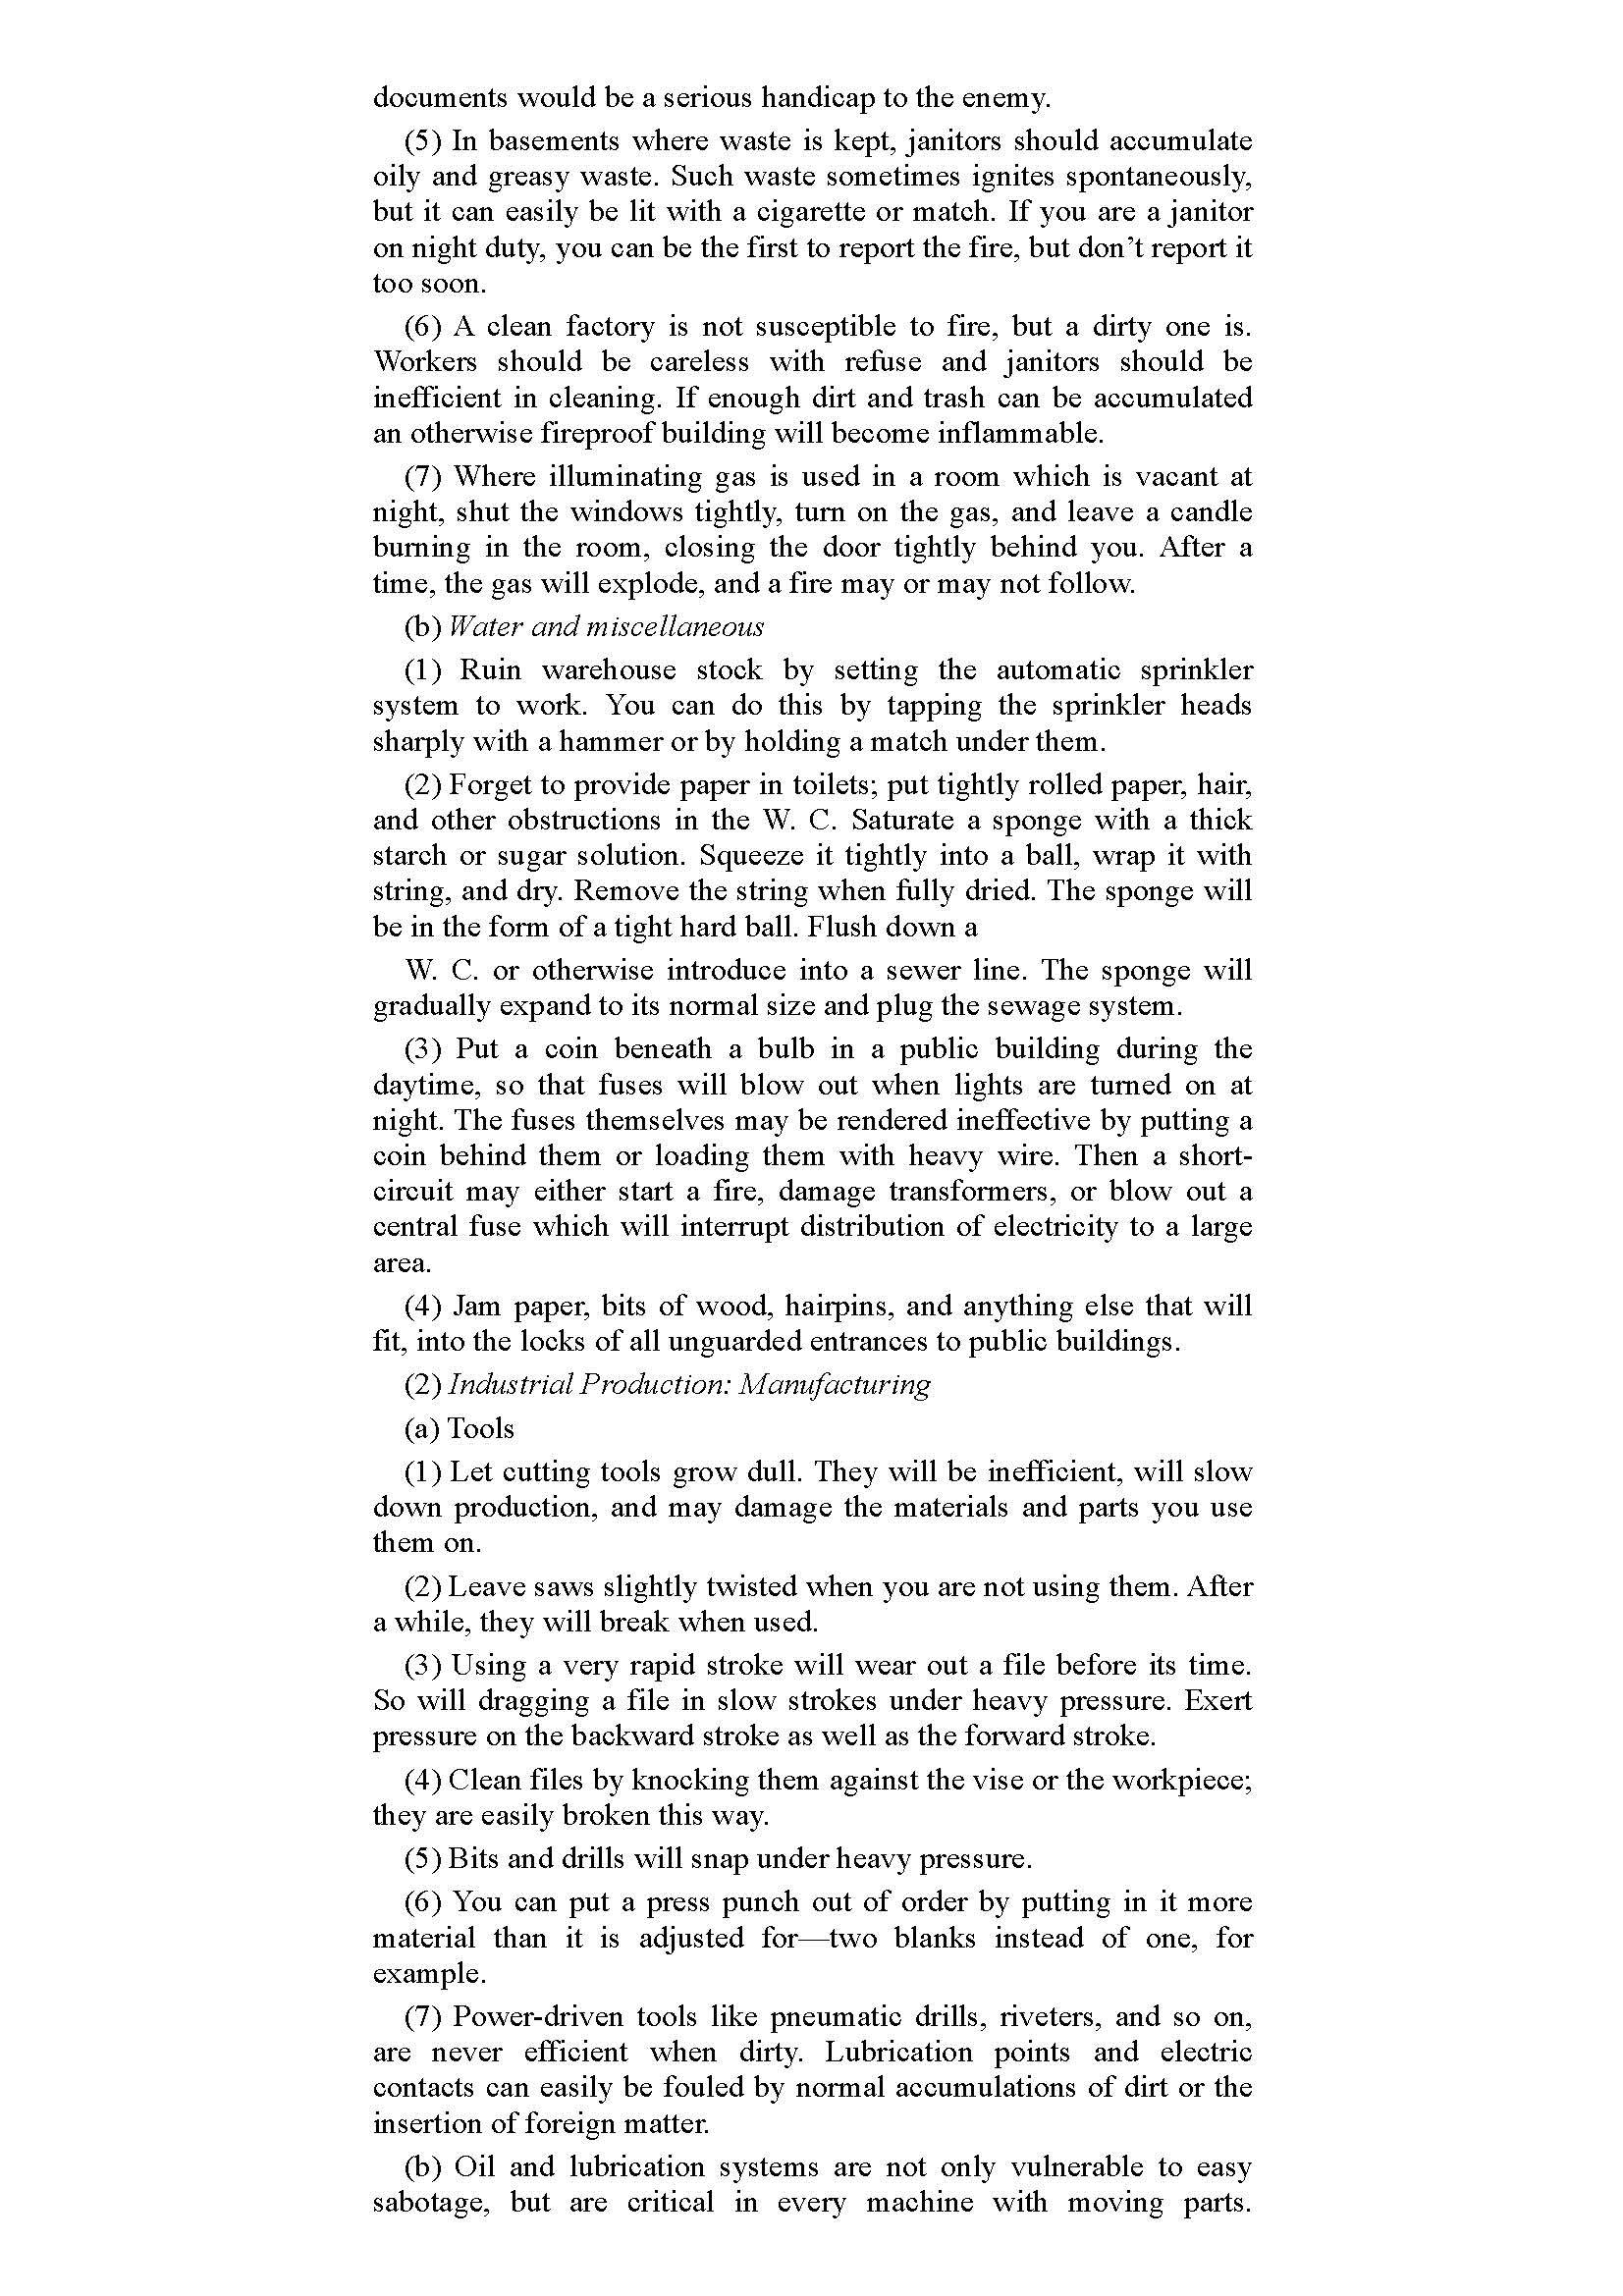 documents would be a serious handicap to the enemy.
(5) In basements where waste is kept, janitors should accumulate
oily and greasy waste. Such waste sometimes ignites spontaneously,
but it can easily be lit with a cigarette or match. If you are a janitor
on night duty, you can be the first to report the fire, but don’t report it
too soon.
(6) A clean factory is not susceptible to fire, but a dirty one is.
Workers should be careless with refuse and janitors should be
inefficient in cleaning. If enough dirt and trash can be accumulated
an otherwise fireproof building will become inflammable.
(7) Where illuminating gas is used in a room which is vacant at
night, shut the windows tightly, turn on the gas, and leave a candle
burning in the room, closing the door tightly behind you. After a
time, the gas will explode, and a fire may or may not follow.
(b) Water and miscellaneous
(1) Ruin warehouse stock by setting the automatic sprinkler
system to work. You can do this by tapping the sprinkler heads
sharply with a hammer or by holding a match under them.
(2) Forget to provide paper in toilets; put tightly rolled paper, hair,
and other obstructions in the W. C. Saturate a sponge with a thick
starch or sugar solution. Squeeze it tightly into a ball, wrap it with
string, and dry. Remove the string when fully dried. The sponge will
be in the form of a tight hard ball. Flush down a
W. C. or otherwise introduce into a sewer line. The sponge will
gradually expand to its normal size and plug the sewage system.
(3) Put a coin beneath a bulb in a public building during the
daytime, so that fuses will blow out when lights are turned on at
night. The fuses themselves may be rendered ineffective by putting a
coin behind them or loading them with heavy wire. Then a short-
circuit may either start a fire, damage transformers, or blow out a
central fuse which will interrupt distribution of electricity to a large
area.
(4) Jam paper, bits of wood, hairpins, and anything else that will
fit, into the locks of all unguarded entrances to public buildings.
(2) Industrial Production: Manufacturing
(a) Tools
(1) Let cutting tools grow dull. They will be inefficient, will slow
down production, and may damage the materials and parts you use
them on.
(2) Leave saws slightly twisted when you are not using them. After
a while, they will break when used.
(3) Using a very rapid stroke will wear out a file before its time.
So will dragging a file in slow strokes under heavy pressure. Exert
pressure on the backward stroke as well as the forward stroke.
(4) Clean files by knocking them against the vise or the workpiece;
they are easily broken this way.
(5) Bits and drills will snap under heavy pressure.
(6) You can put a press punch out of order by putting in it more
material than it is adjusted for—two blanks instead of one, for
example.
(7) Power-driven tools like pneumatic drills, riveters, and so on,
are never efficient when dirty. Lubrication points and electric
contacts can easily be fouled by normal accumulations of dirt or the
insertion of foreign matter.
(b) Oil and lubrication systems are not only vulnerable to easy
sabotage, but are critical in every machine with moving parts.